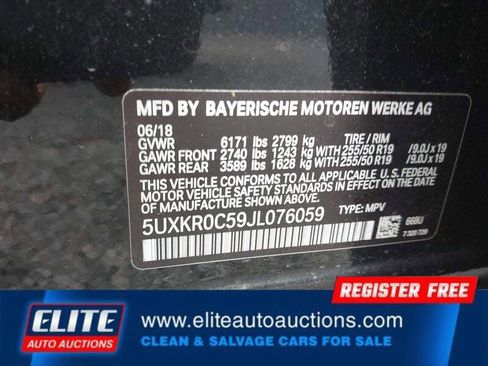 MFD BY BAYERISCHE MOTOREN WERKE AG
06/18
GVWR 6171 lbs 2799 kg TIRE / RIM
GAWR FRONT 2740 lbs 1243 kg WITH 255/50 R19 /9.0J x 19
GAWR REAR 3589 lbs 1628 kg WITH 255/50 R19 /9.0J x 19
THIS VEHICLE CONFORMS TO ALL APPLICABLE U.S. FEDERAL
MOTOR VEHICLE SAFETY STANDARDS IN EFFECT ON THE DATE OF
MANUFACTURE SHOWN ABOVE.
5UXKR0C59JL076059 TYPE: MPV
7 320 728
REGISTER FREE
ELITE
AUTO AUCTIONS
www.eliteautoauctions.com
CLEAN & SALVAGE CARS FOR SALE